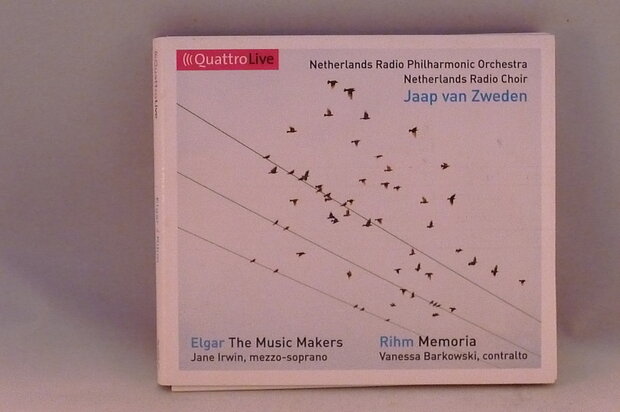 QuattroLive
Netherlands Radio Philharmonic Orchestra
Netherlands Radio Choir
Jaap van Zweden
Elgar The Music Makers
Jane Irwin, mezzo-soprano
Rihm Memoria
Vanessa Barkowski, contralto
QuattroLive